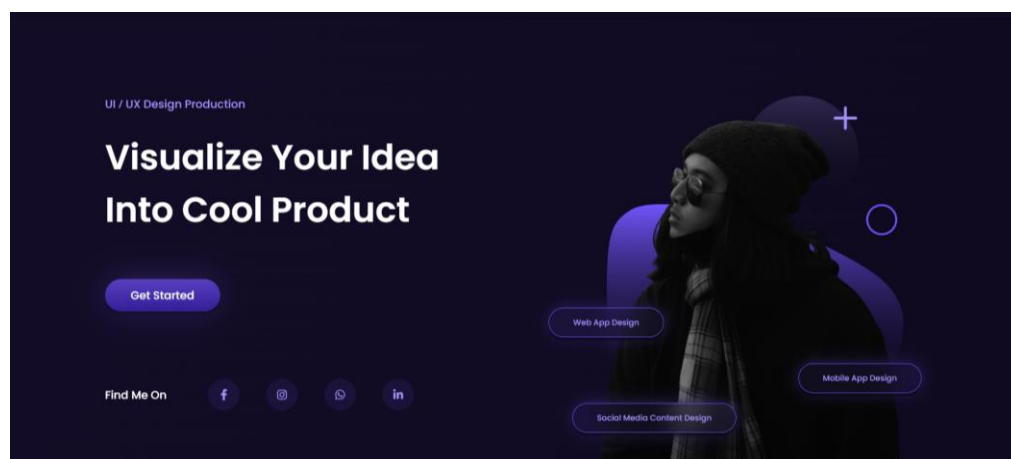 UI / UX Design Production
Visualize Your Idea
Into Cool Product
Get Started
Web App Design
Mobile App Design
Find Me On
Social Media Content Design